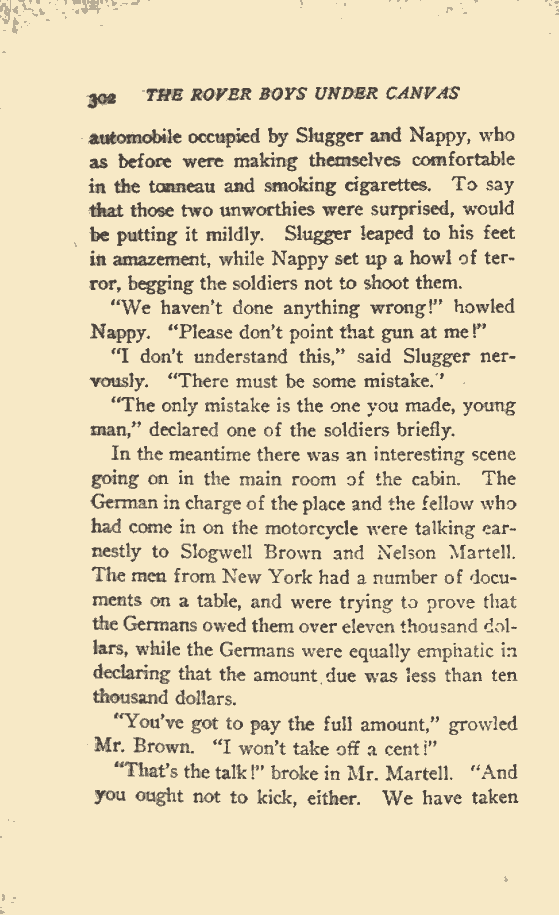 302 THE ROVER BOYS UNDER CANVAS
automobile occupied by Slugger and Nappy, who
as before were making themselves comfortable
in the tonneau and smoking cigarettes. To say
that those two unworthies were surprised, would
be putting it mildly. Slugger leaped to his feet
in amazement, while Nappy set up a howl of ter-
ror, begging the soldiers not to shoot them.
"We haven't done anything wrong!" howled
Nappy. "Please don't point that gun at me!"
"I don't understand this," said Slugger ner-
vously. "There must be some mistake."
"The only mistake is the one you made, young
man," declared one of the soldiers briefly.
In the meantime there was an interesting scene
going on in the main room of the cabin. The
German in charge of the place and the fellow who
had come in on the motorcycle were talking ear-
nestly to Slogwell Brown and Nelson Martell.
The men from New York had a number of docu-
ments on a table, and were trying to prove that
the Germans owed them over eleven thousand dol-
lars, while the Germans were equally emphatic in
declaring that the amount due was less than ten
thousand dollars.
"You've got to pay the full amount," growled
Mr. Brown. "I won't take off a cent!"
"That's the talk!" broke in Mr. Martell. "And
you ought not to kick, either. We have taken